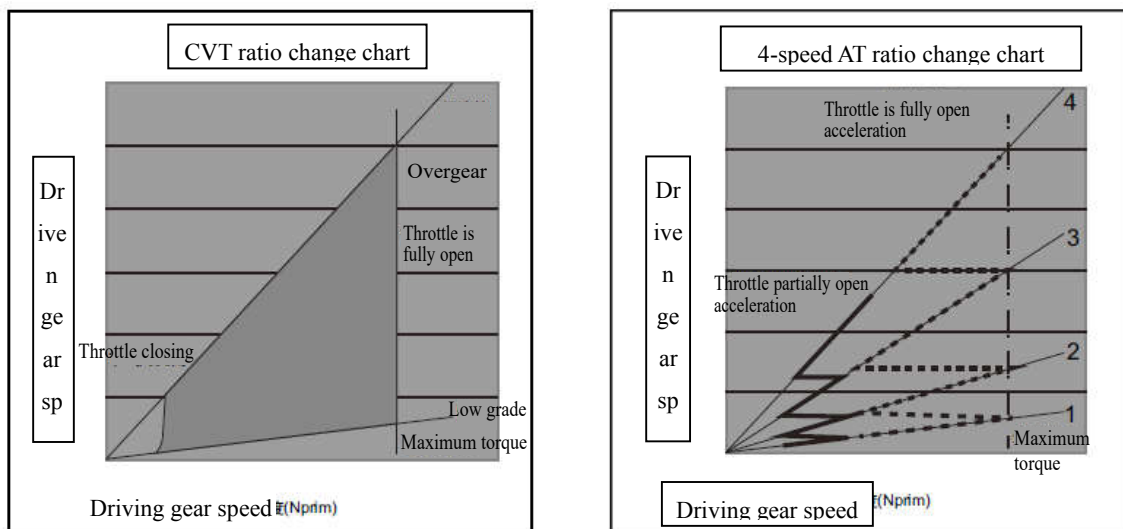 CVT ratio change chart
Dr
ive
n
ge
ar
sp
Overgear
Throttle is
fully open
Throttle closing
Low grade
Maximum torque
Driving gear speed (Nprim)
4-speed AT ratio change chart
Dr
ive
n
ge
ar
sp
Throttle is fully open
acceleration
4
3
Throttle partially open
acceleration
2
1
Maximum
torque
Driving gear speed (Nprim)